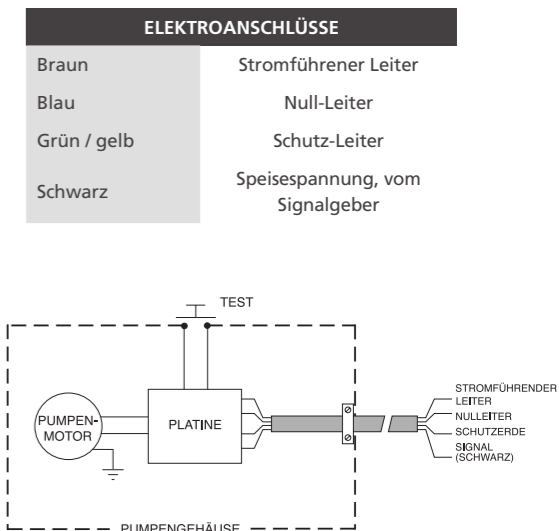 ELEKTROANSCHLÜSSE
Braun Stromführener Leiter
Blau Null-Leiter
Grün / gelb Schutz-Leiter
Schwarz Speisespannung, vom
Signalgeber
TEST
PUMPEN-
MOTOR
PLATINE
STROMFÜHRENDER
LEITER
NULLEITER
SCHUTZERDE
SIGNAL
(SCHWARZ)
PUMPENGEHÄUSE